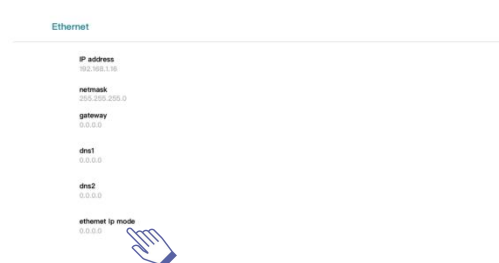 Ethernet
IP address
192.168.1.16
netmask
255.255.255.0
gateway
0.0.0.0
dns1
0.0.0.0
dns2
0.0.0.0
ethernet Ip mode
0.0.0.0